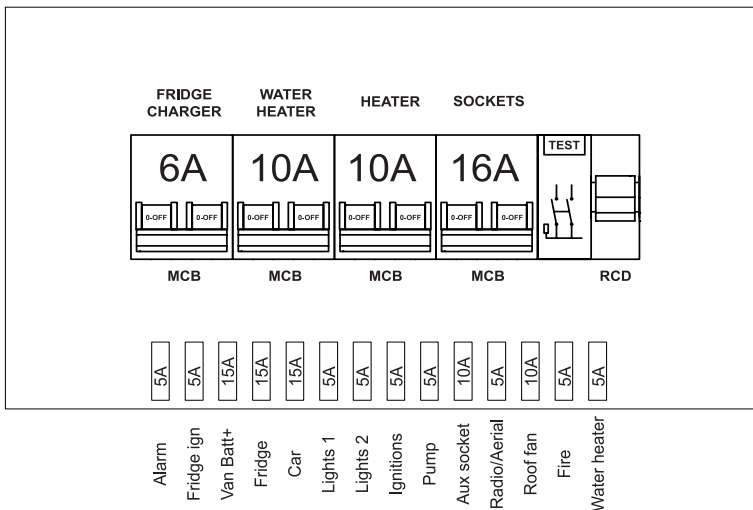 FRIDGE CHARGER
WATER HEATER
HEATER
SOCKETS
6A
10A
10A
16A
TEST
0-OFF
0-OFF
0-OFF
0-OFF
0-OFF
0-OFF
0-OFF
0-OFF
MCB
MCB
MCB
MCB
RCD
5A
5A
15A
15A
15A
5A
5A
5A
5A
10A
5A
10A
5A
5A
Alarm
Fridge ign
Van Batt+
Fridge
Car
Lights 1
Lights 2
Ignitions
Pump
Aux socket
Radio/Aerial
Roof fan
Fire
Water heater